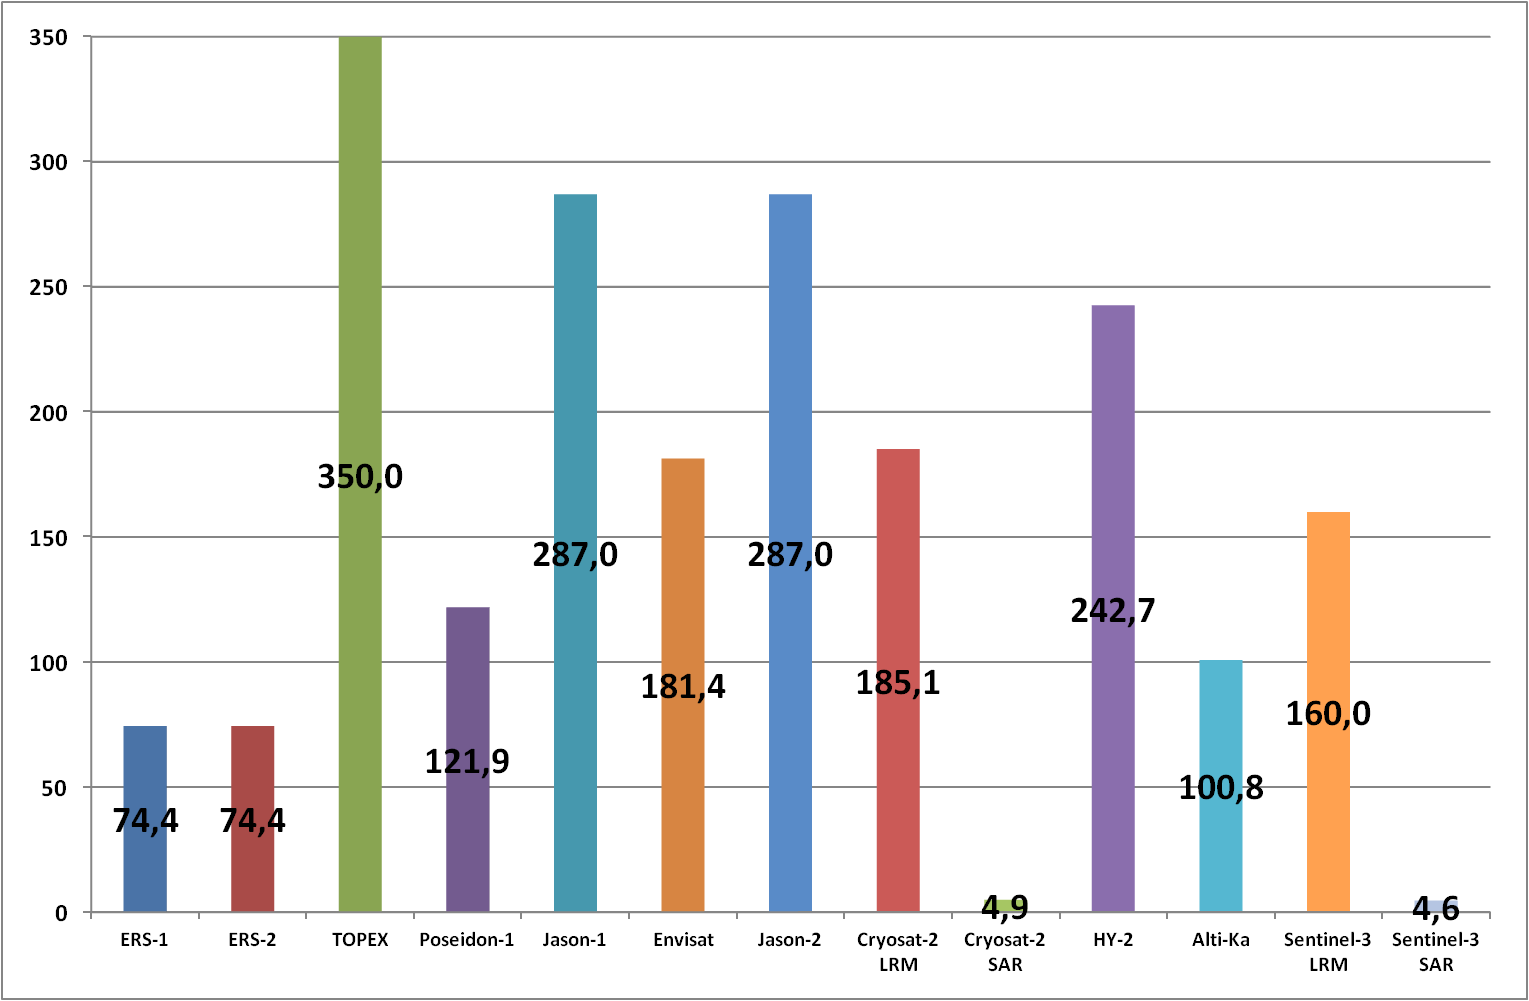 350
300
250
200
150
100
50
0
350,0
287,0
287,0
242,7
181,4
185,1
160,0
121,9
100,8
74,4
74,4
4,9
4,6
ERS-1
ERS-2
TOPEX
Poseidon-1
Jason-1
Envisat
Jason-2
Cryosat-2
LRM
Cryosat-2
SAR
HY-2
Alti-Ka
Sentinel-3
LRM
Sentinel-3
SAR